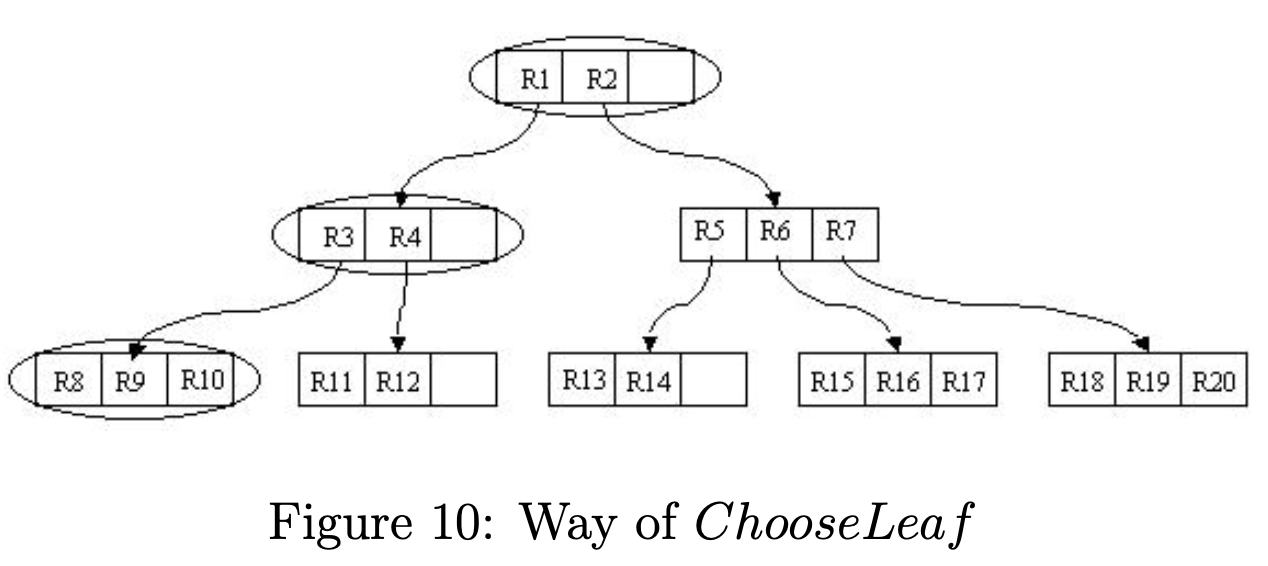 R1 R2
R3 R4
R5 R6 R7
R8 R9 R10
R11 R12
R13 R14
R15 R16 R17
R18 R19 R20
Figure 10: Way of ChooseLeaf